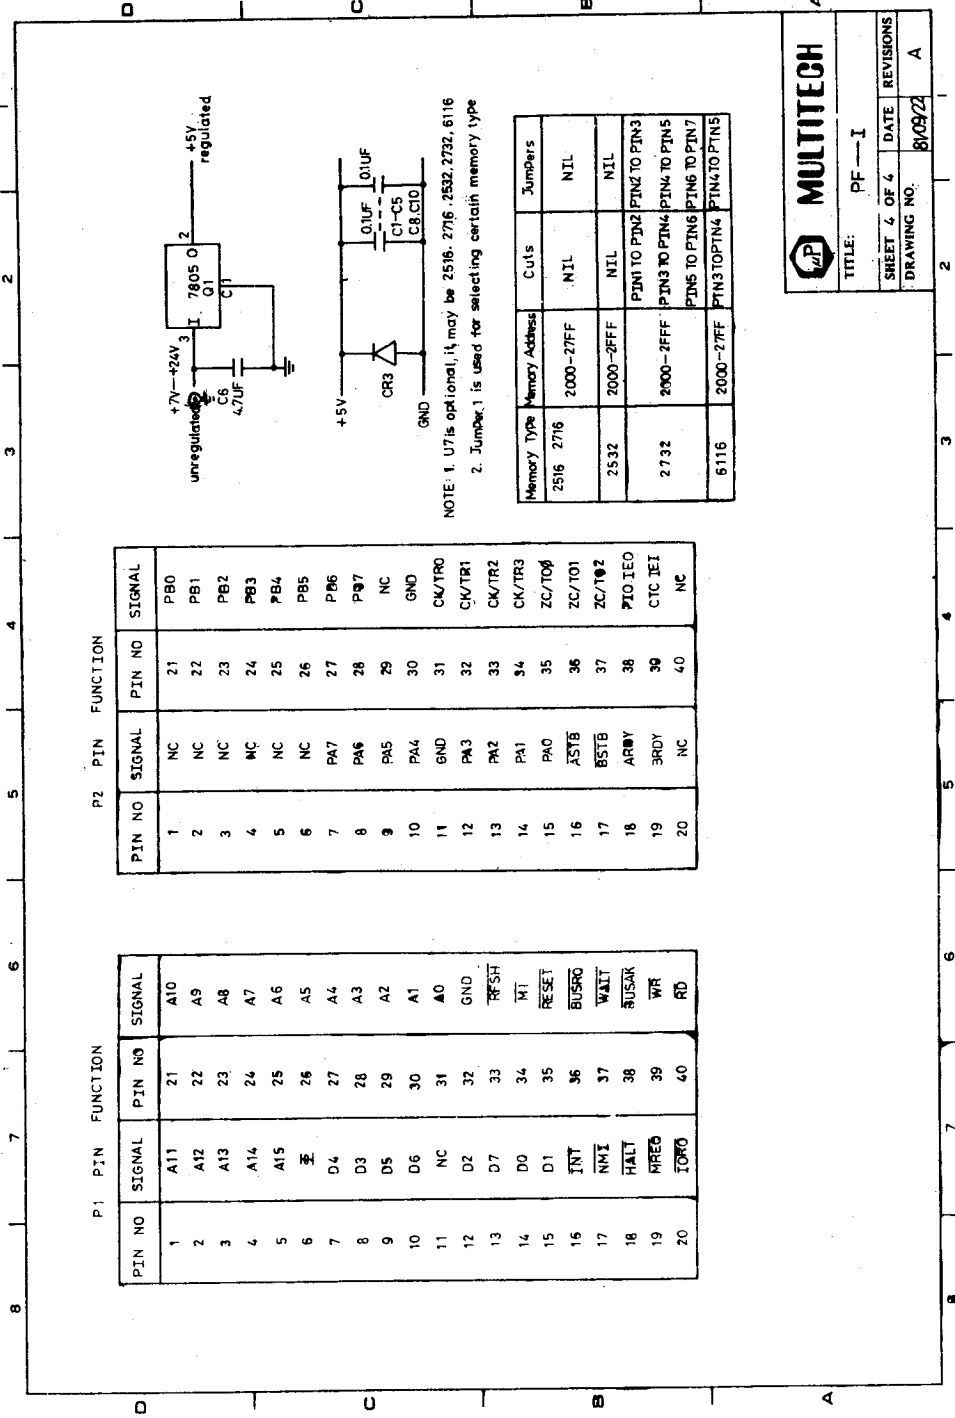 P1 PIN FUNCTION
PIN NO SIGNAL PIN NO SIGNAL
1 A11 21 A10
2 A12 22 A9
3 A13 23 A8
4 A14 24 A7
5 A15 25 A6
6 Φ 26 A5
7 D4 27 A4
8 D3 28 A3
9 D5 29 A2
10 D6 30 A1
11 NC 31 A0
12 D2 32 GND
13 D7 33 RFSH
14 D0 34 M1
15 D1 35 RESET
16 INT 36 BUSRQ
17 NMI 37 WAIT
18 HALT 38 BUSAK
19 MREQ 39 WR
20 IORQ 40 RD
P2 PIN FUNCTION
PIN NO SIGNAL PIN NO SIGNAL
1 NC 21 PB0
2 NC 22 PB1
3 NC 23 PB2
4 NC 24 PB3
5 NC 25 PB4
6 NC 26 PB5
7 PA7 27 PB6
8 PA6 28 PB7
9 PA5 29 NC
10 PA4 30 GND
11 GND 31 CK/TR0
12 PA3 32 CK/TR1
13 PA2 33 CK/TR2
14 PA1 34 CK/TR3
15 PA0 35 ZC/TO0
16 ASTB 36 ZC/TO1
17 BSTB 37 ZC/TO2
18 ARDY 38 PIO.IEO
19 BRDY 39 CTC IEI
20 NC 40 NC
+7V—+24V
unregulated
C6
4.7UF
3 I 7805 O 2
Q1
C 1
+5V
regulated
+5V
GND
CR3
0.1UF 0.1UF
C1-C5
C8.C10
NOTE: 1. U7 is optional, it may be 2516. 2716. 2532. 2732. 6116
2. Jumper.1 is used for selecting certain memory type
Memory Type Memory Address Cuts Jumpers
2516 2716 2000-27FF NIL NIL
2532 2000-2FFF NIL NIL
PIN1 TO PIN2 PIN2 TO PIN3
2732 2000-2FFF PIN3 TO PIN4 PIN4 TO PIN5
PIN5 TO PIN6 PIN6 TO PIN7
6116 2000-27FF PIN3 TO PIN4 PIN4 TO PIN5
μP MULTITECH
TITLE: PF—I
SHEET 4 OF 4 DATE REVISIONS
DRAWING NO. 81/09/22 A
8 7 6 5 4 3 2
8 7 6 5 4 3 2
D C B A
D C B A